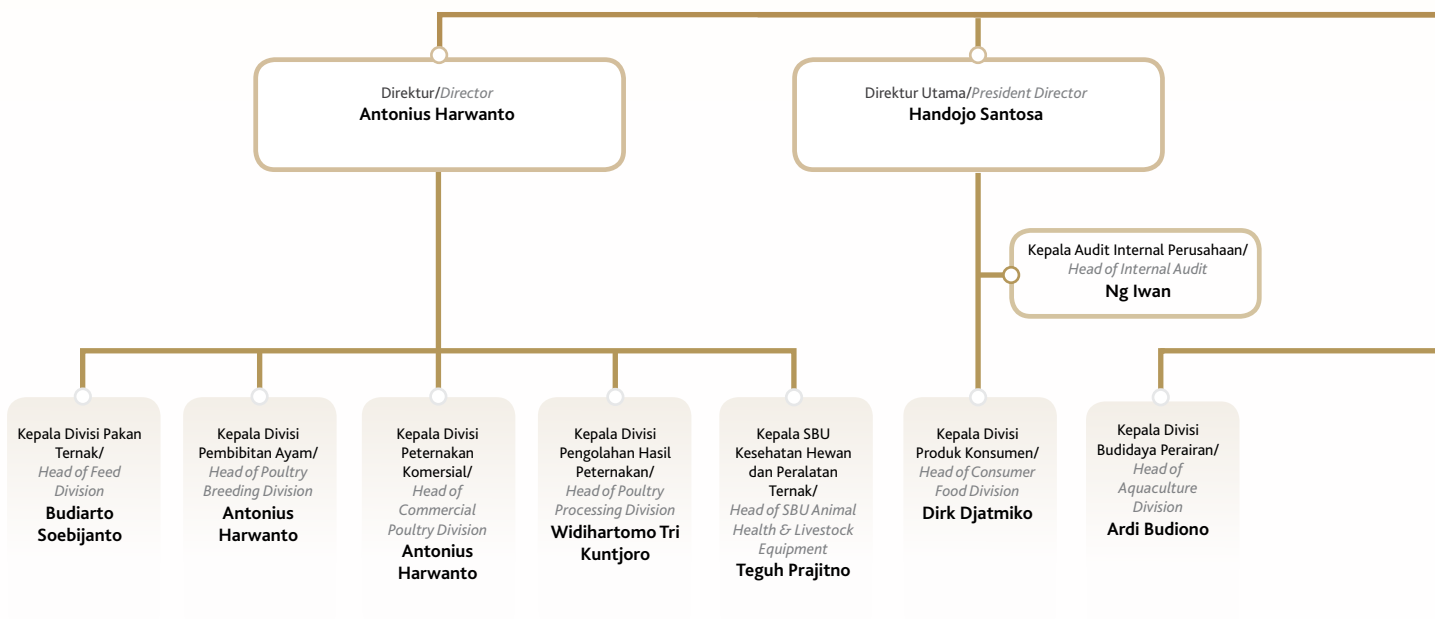 Direktur/Director
Antonius Harwanto
Direktur Utama/President Director
Handojo Santosa
Kepala Audit Internal Perusahaan/
Head of Internal Audit
Ng Iwan
Kepala Divisi Pakan
Ternak/
Head of Feed
Division
Budiarto
Soebijanto
Kepala Divisi
Pembibitan Ayam/
Head of Poultry
Breeding Division
Antonius
Harwanto
Kepala Divisi
Peternakan
Komersial/
Head of
Commercial
Poultry Division
Antonius
Harwanto
Kepala Divisi
Pengolahan Hasil
Peternakan/
Head of Poultry
Processing Division
Widihartomo Tri
Kuntjoro
Kepala SBU
Kesehatan Hewan
dan Peralatan
Ternak/
Head of SBU Animal
Health & Livestock
Equipment
Teguh Prajitno
Kepala Divisi
Produk Konsumen/
Head of Consumer
Food Division
Dirk Djatmiko
Kepala Divisi
Budidaya Perairan/
Head of
Aquaculture
Division
Ardi Budiono